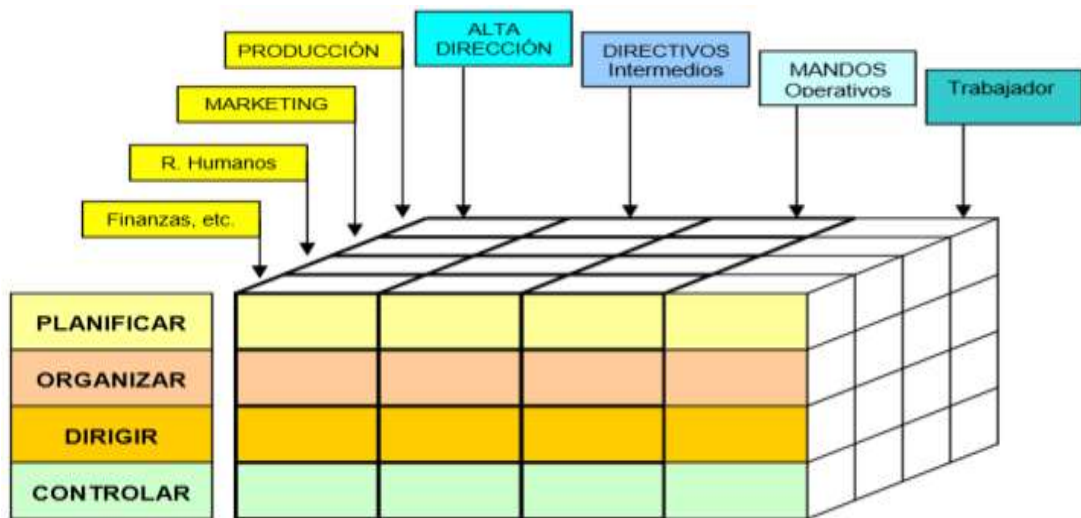 ALTA
DIRECCIÓN
PRODUCCIÓN
DIRECTIVOS
Intermedios
MANDOS
Operativos
Trabajador
MARKETING
R. Humanos
Finanzas, etc.
PLANIFICAR
ORGANIZAR
DIRIGIR
CONTROLAR